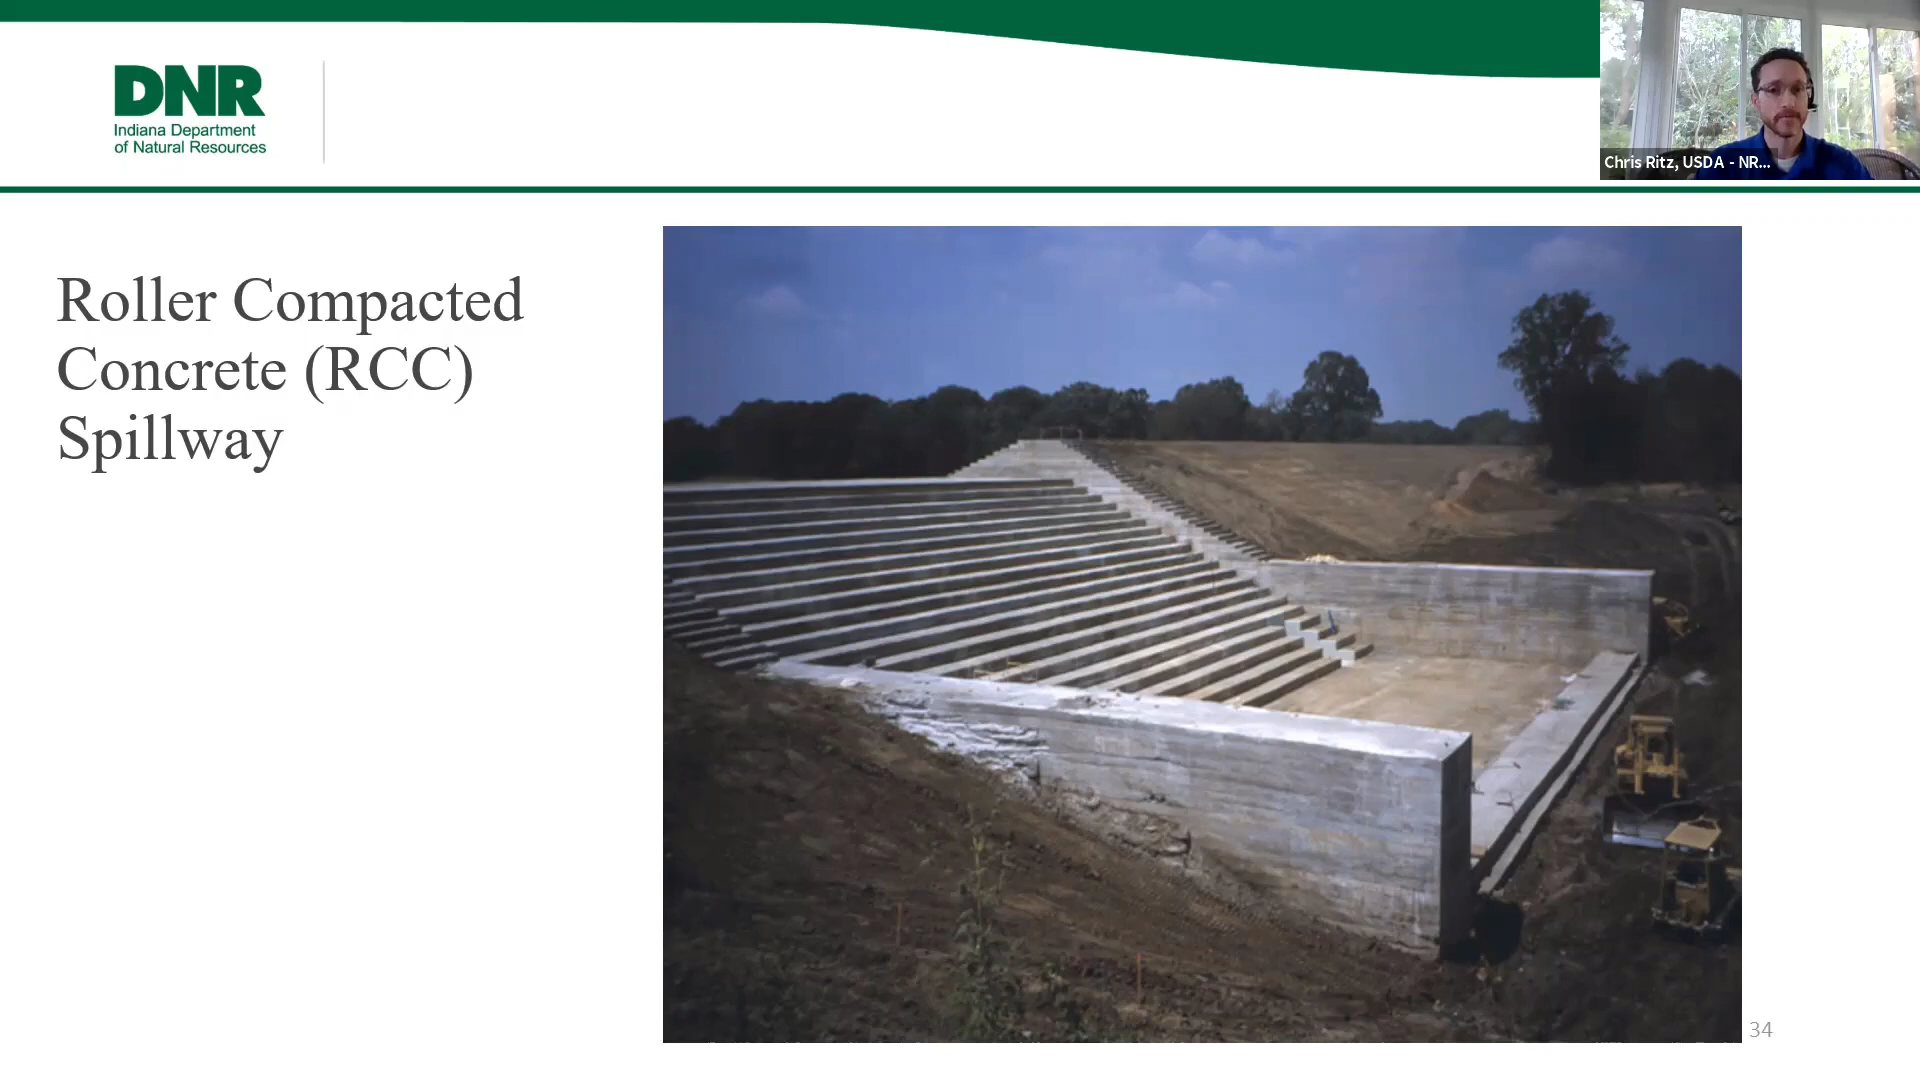 DNR
Indiana Department
of Natural Resources
Chris Ritz, USDA - NR...
Roller Compacted
Concrete (RCC)
Spillway
34